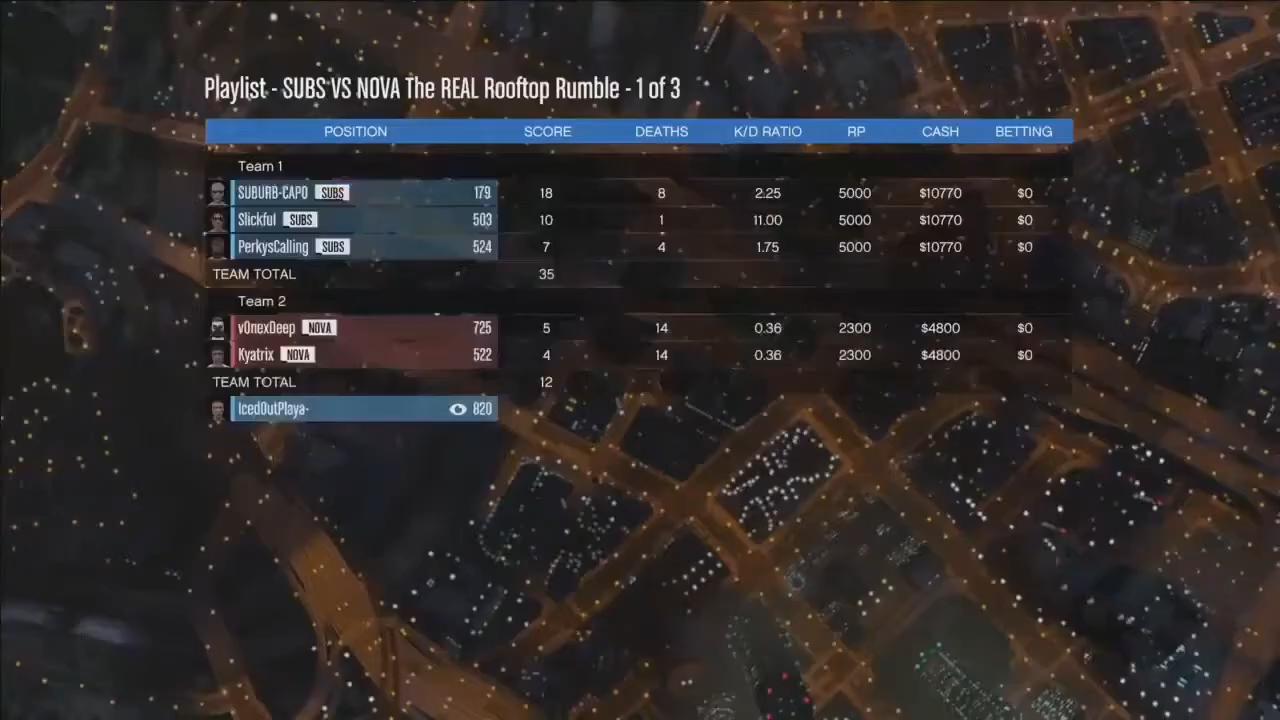 Playlist - SUBS VS NOVA The REAL Rooftop Rumble - 1 of 3
POSITION SCORE DEATHS K/D RATIO RP CASH BETTING
Team 1
SUBURB-CAPO SUBS 179 18 8 2.25 5000 $10770 $0
Slickful SUBS 503 10 1 11.00 5000 $10770 $0
PerkysCalling SUBS 524 7 4 1.75 5000 $10770 $0
TEAM TOTAL 35
Team 2
v0nexDeep NOVA 725 5 14 0.36 2300 $4800 $0
Kyatrix NOVA 522 4 14 0.36 2300 $4800 $0
TEAM TOTAL 12
IcedOutPlaya- 820